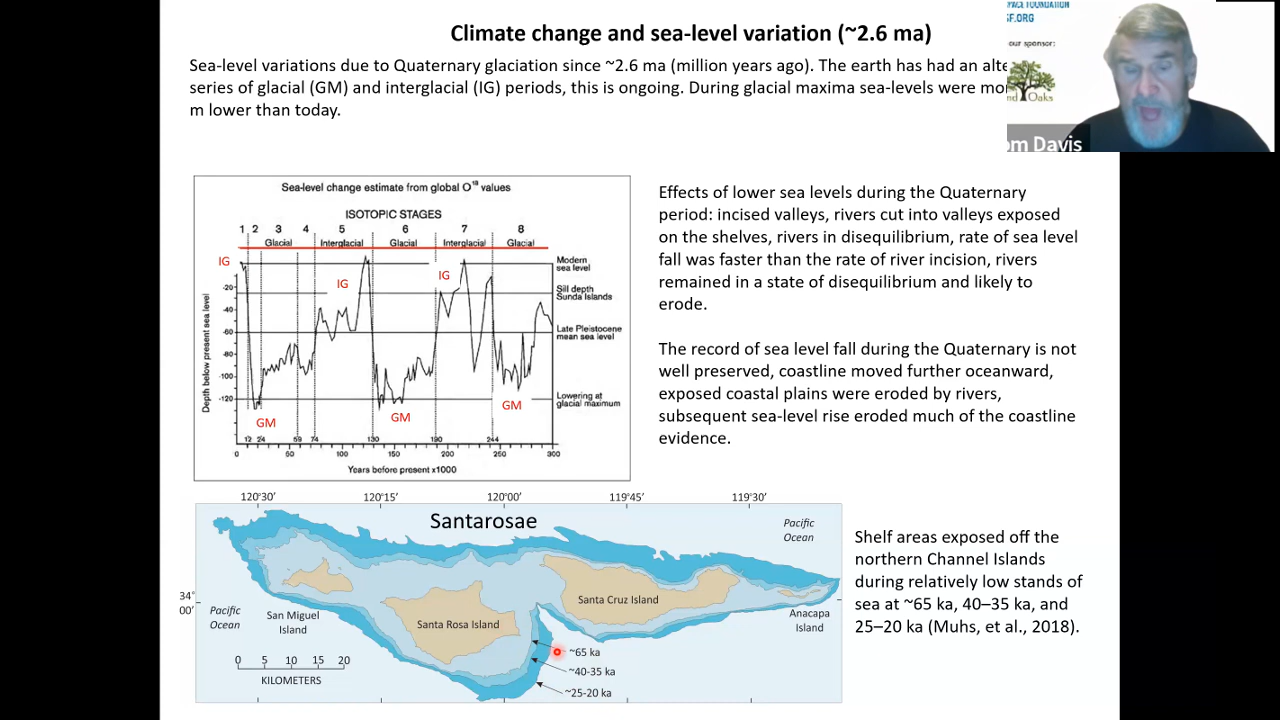 Climate change and sea-level variation (~2.6 ma)
PACE FOUNDATION
SF.ORG
our sponsor:
nd Oaks
om Davis
Sea-level variations due to Quaternary glaciation since ~2.6 ma (million years ago). The earth has had an alte
series of glacial (GM) and interglacial (IG) periods, this is ongoing. During glacial maxima sea-levels were mo
m lower than today.
Sea-level change estimate from global O18 values
ISOTOPIC STAGES
1 2 3 4 5 6 7 8
Glacial Interglacial Glacial Interglacial Glacial
IG
IG
IG
Modern
sea level
Sill depth
Sunda Islands
Late Pleistocene
mean sea level
Lowering at
glacial maximum
GM
GM
GM
Depth below present sea level
-20
-40
-60
-80
-100
-120
12 24 59 74 130 190 244
0 50 100 150 200 250 300
Years before present x1000
Effects of lower sea levels during the Quaternary
period: incised valleys, rivers cut into valleys exposed
on the shelves, rivers in disequilibrium, rate of sea level
fall was faster than the rate of river incision, rivers
remained in a state of disequilibrium and likely to
erode.
The record of sea level fall during the Quaternary is not
well preserved, coastline moved further oceanward,
exposed coastal plains were eroded by rivers,
subsequent sea-level rise eroded much of the coastline
evidence.
120°30' 120°15' 120°00' 119°45' 119°30'
Santarosae
Pacific
Ocean
34°
00'
Pacific
Ocean
San Miguel
Island
Santa Rosa Island
Santa Cruz Island
Anacapa
Island
~65 ka
~40-35 ka
~25-20 ka
0 5 10 15 20
KILOMETERS
Shelf areas exposed off the
northern Channel Islands
during relatively low stands of
sea at ~65 ka, 40–35 ka, and
25–20 ka (Muhs, et al., 2018).